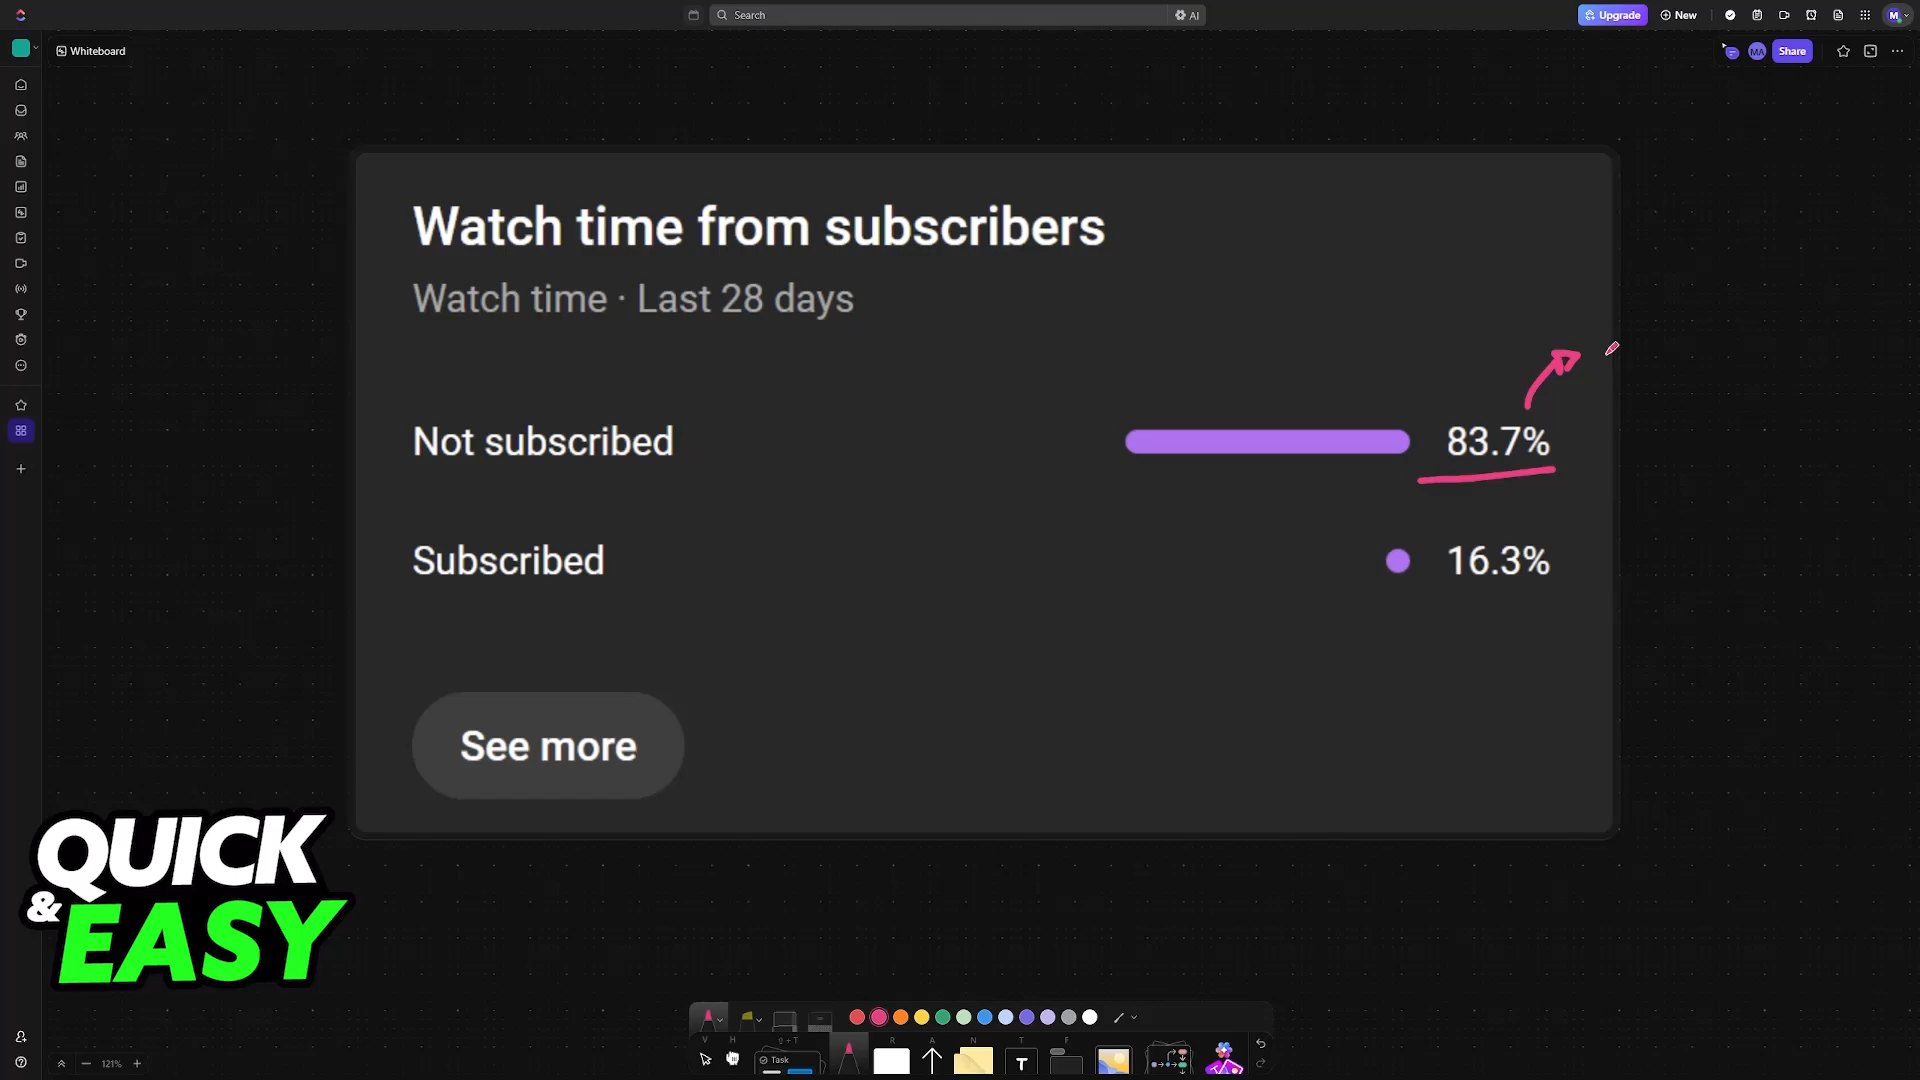 Search
AI
Upgrade
New
M
Whiteboard
MA
Share
Watch time from subscribers
Watch time · Last 28 days
Not subscribed
83.7%
Subscribed
16.3%
See more
QUICK
& EASY
V
H
⇧ + T
R
A
N
T
F
Task
T
121%